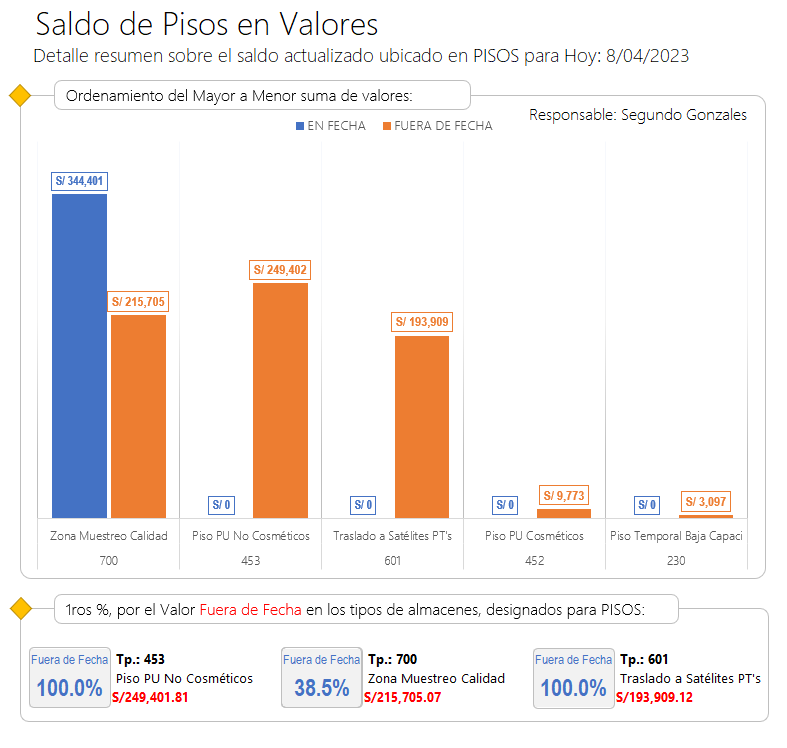 Saldo de Pisos en Valores
Detalle resumen sobre el saldo actualizado ubicado en PISOS para Hoy: 8/04/2023
Ordenamiento del Mayor a Menor suma de valores:
Responsable: Segundo Gonzales
EN FECHA FUERA DE FECHA
S/ 344,401
S/ 215,705
S/ 0
S/ 249,402
S/ 0
S/ 193,909
S/ 0
S/ 9,773
S/ 0
S/ 3,097
Zona Muestreo Calidad Piso PU No Cosméticos Traslado a Satélites PT's Piso PU Cosméticos Piso Temporal Baja Capaci
700 453 601 452 230
1ros %, por el Valor Fuera de Fecha en los tipos de almacenes, designados para PISOS:
Fuera de Fecha
100.0%
Tp.: 453
Piso PU No Cosméticos
S/249,401.81
Fuera de Fecha
38.5%
Tp.: 700
Zona Muestreo Calidad
S/215,705.07
Fuera de Fecha
100.0%
Tp.: 601
Traslado a Satélites PT's
S/193,909.12